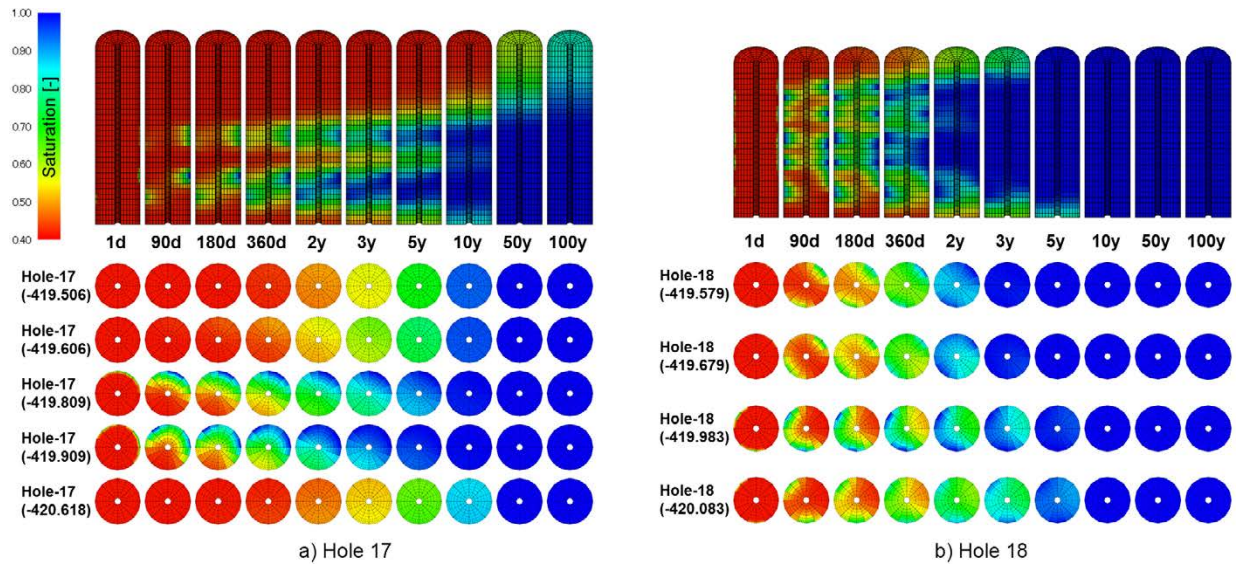 1.00
0.90
0.80
0.70
0.60
0.50
0.40
Saturation [-]
1d 90d 180d 360d 2y 3y 5y 10y 50y 100y
Hole-17
(-419.506)
Hole-17
(-419.606)
Hole-17
(-419.809)
Hole-17
(-419.909)
Hole-17
(-420.618)
a) Hole 17
1d 90d 180d 360d 2y 3y 5y 10y 50y 100y
Hole-18
(-419.579)
Hole-18
(-419.679)
Hole-18
(-419.983)
Hole-18
(-420.083)
b) Hole 18